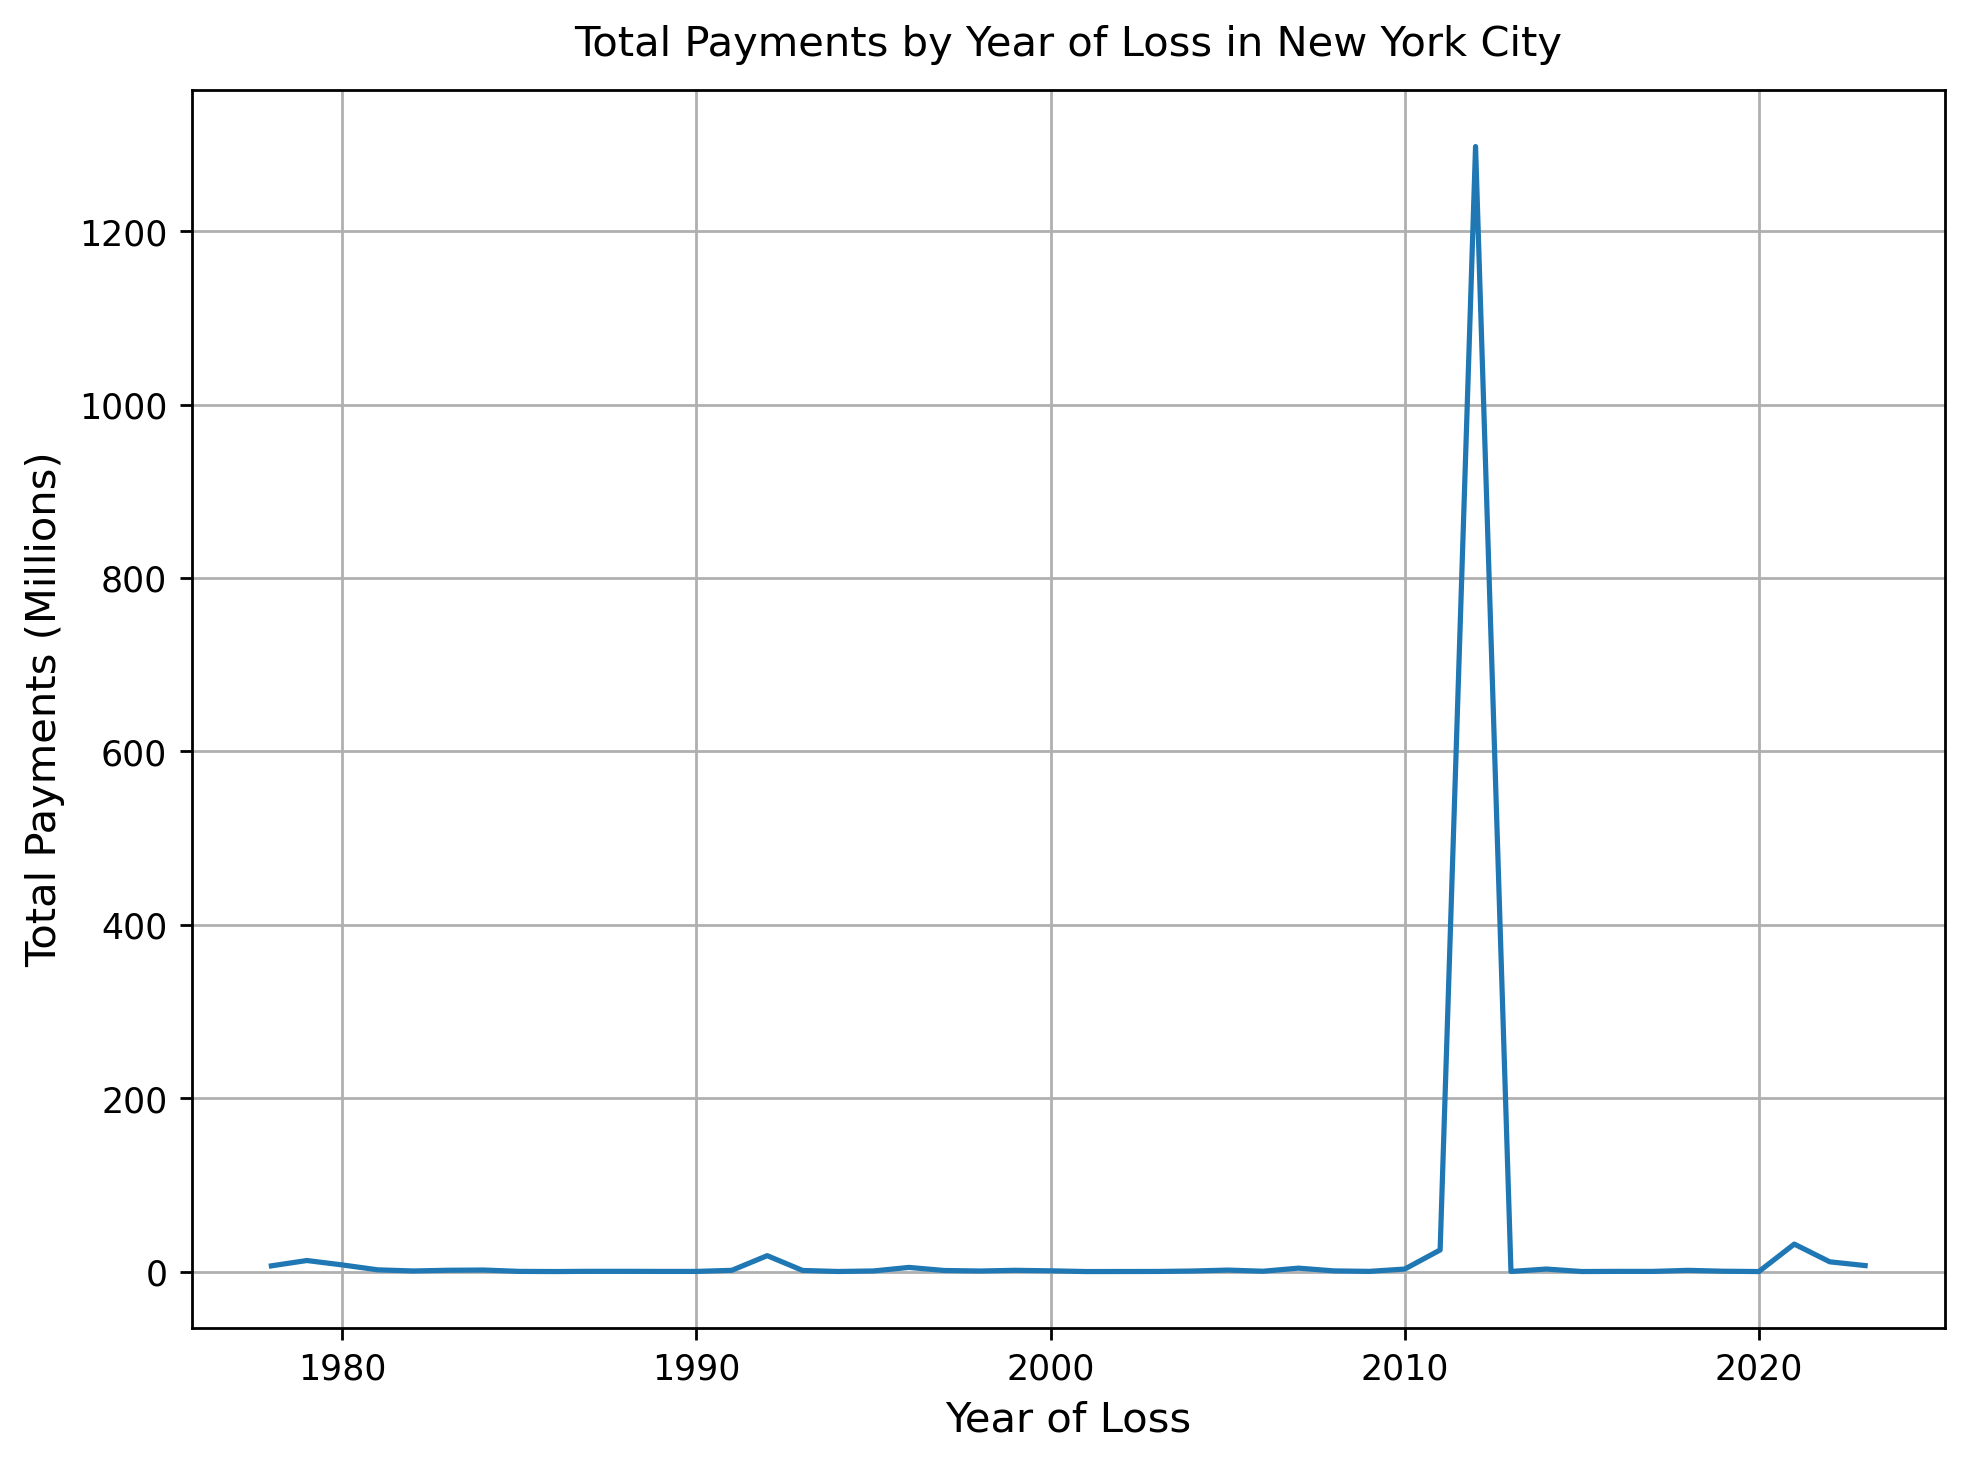 Total Payments by Year of Loss in New York City
Total Payments (Millions)
1200
1000
800
600
400
200
0
1980 1990 2000 2010 2020
Year of Loss